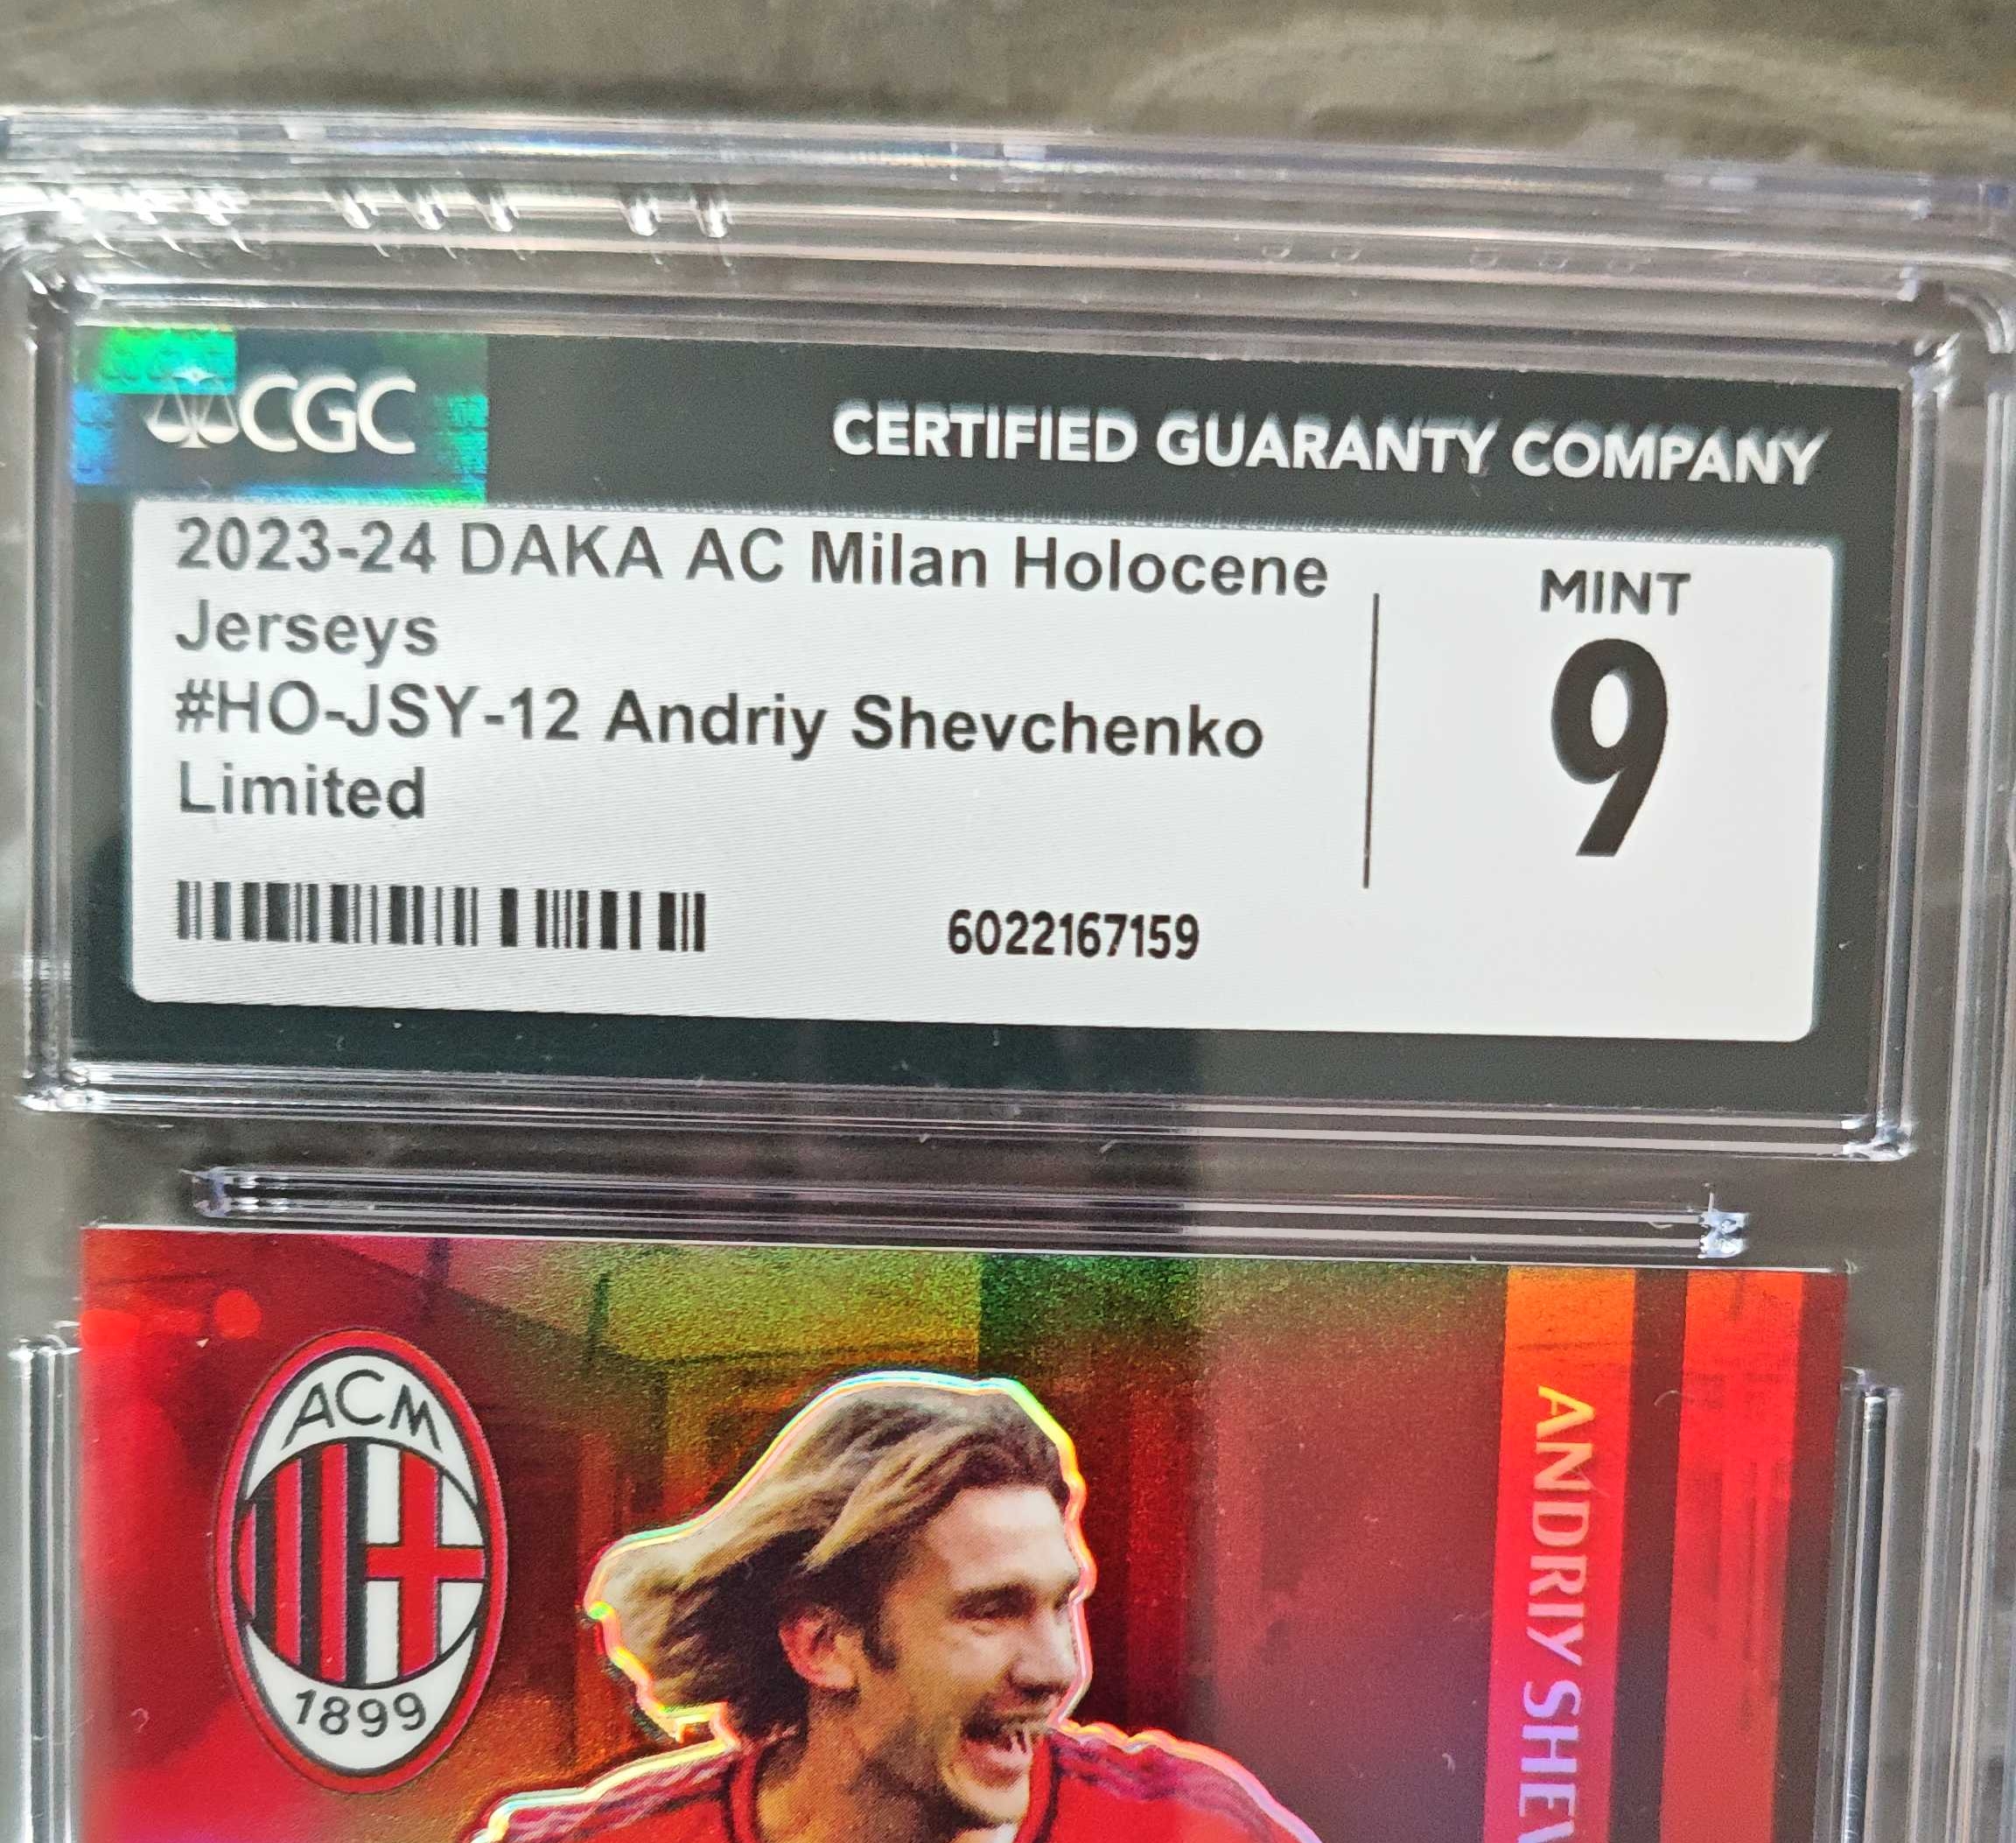 CGC
CERTIFIED GUARANTY COMPANY
2023-24 DAKA AC Milan Holocene
Jerseys
#HO-JSY-12 Andriy Shevchenko
Limited
MINT
9
6022167159
ACM
1899
ANDRIY SHEV